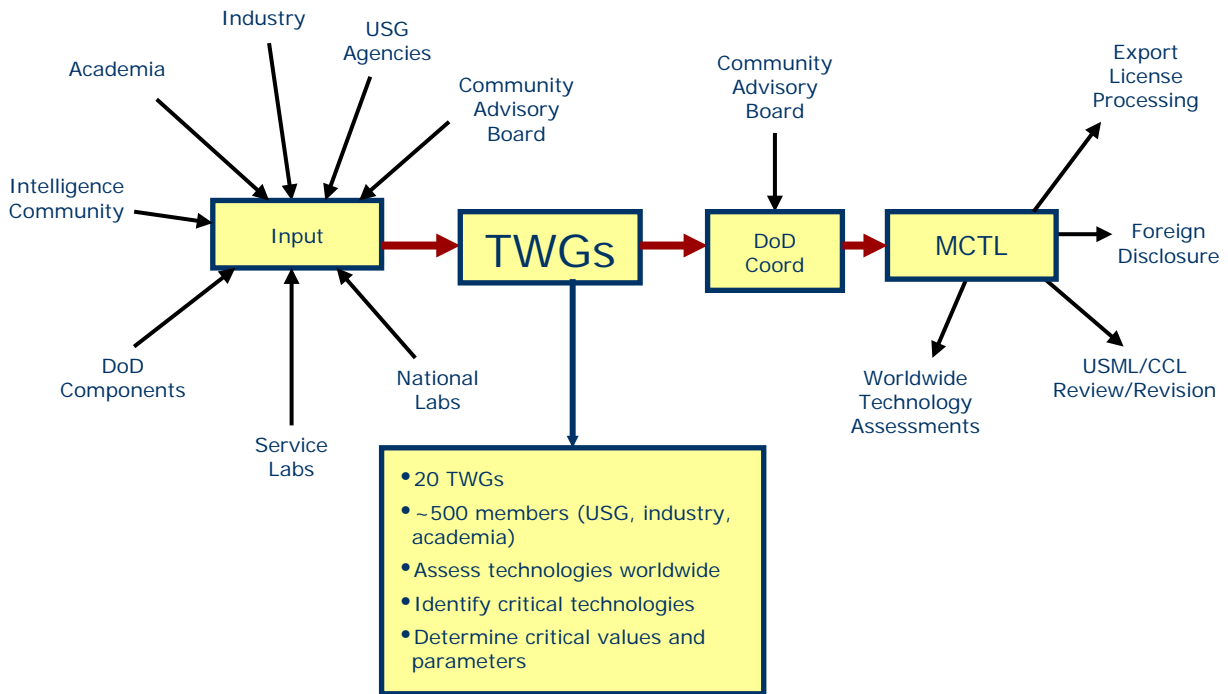 Industry
USG
Agencies
Academia
Community
Advisory
Board
Intelligence
Community
Input
DoD
Components
Service
Labs
National
Labs
TWGs
Community
Advisory
Board
DoD
Coord
MCTL
Export
License
Processing
Foreign
Disclosure
USML/CCL
Review/Revision
Worldwide
Technology
Assessments
• 20 TWGs
• ~500 members (USG, industry,
academia)
• Assess technologies worldwide
• Identify critical technologies
• Determine critical values and
parameters